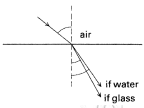 air
if water
if glass